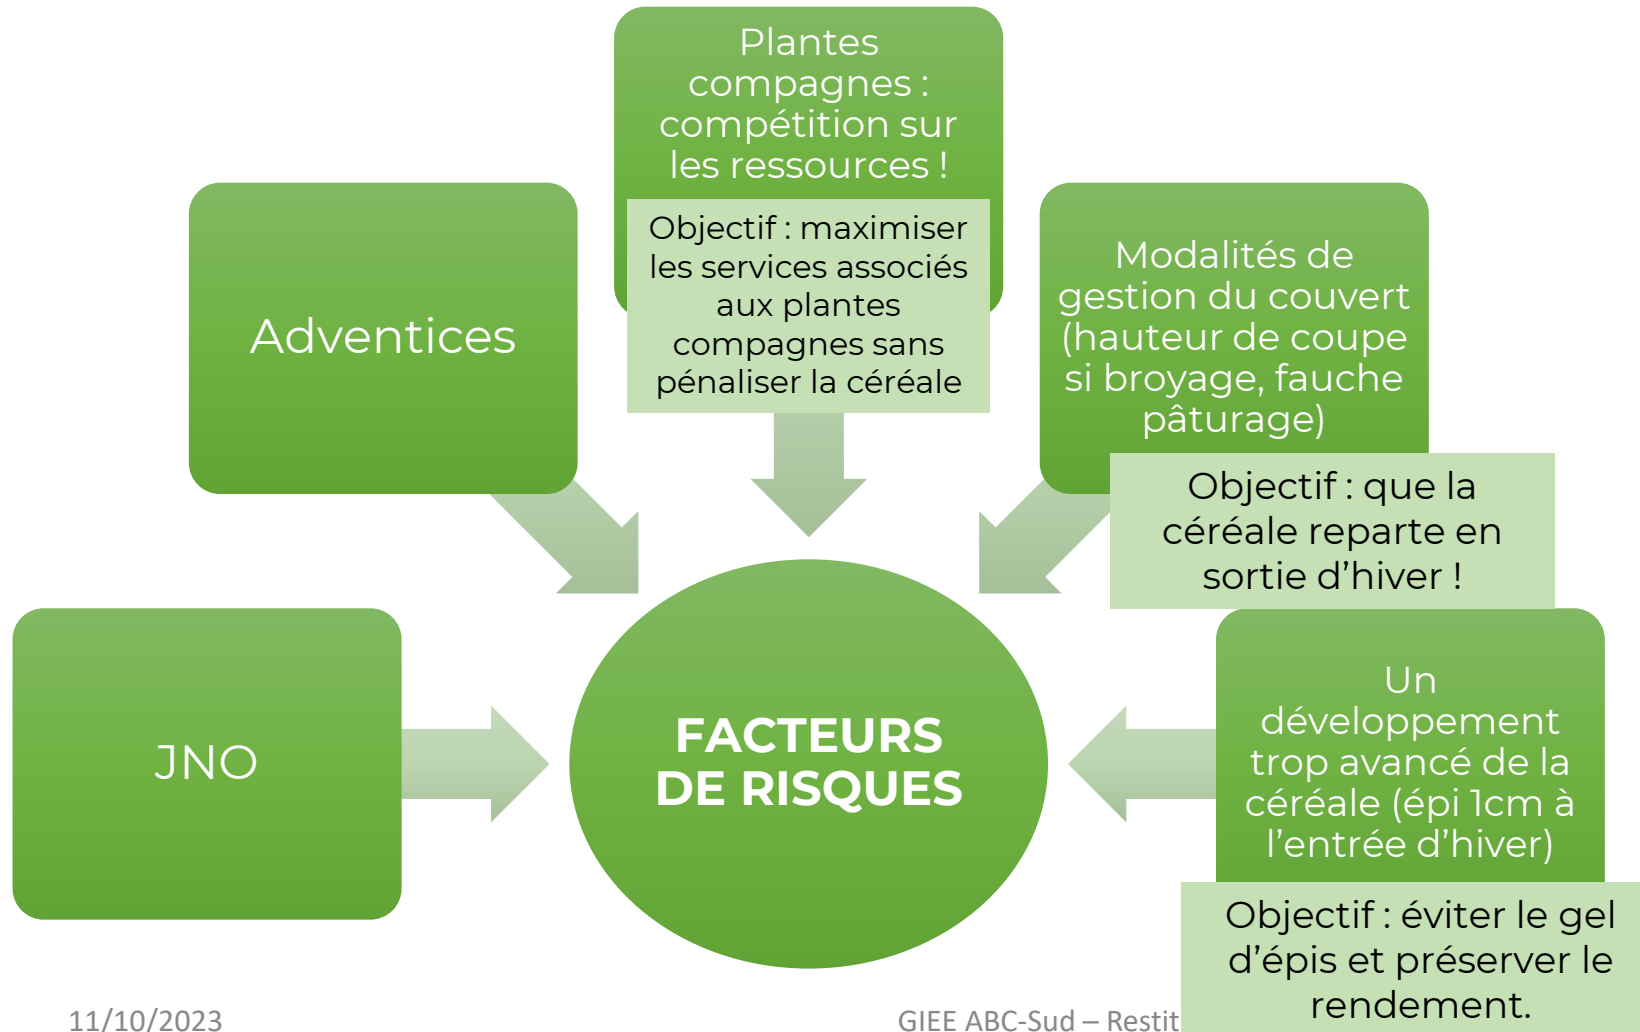 Plantes
compagnes :
compétition sur
les ressources !
Objectif : maximiser
les services associés
aux plantes
compagnes sans
pénaliser la céréale
Adventices
Modalités de
gestion du couvert
(hauteur de coupe
si broyage, fauche
pâturage)
Objectif : que la
céréale reparte en
sortie d’hiver !
JNO
FACTEURS
DE RISQUES
Un
développement
trop avancé de la
céréale (épi 1cm à
l’entrée d’hiver)
Objectif : éviter le gel
d’épis et préserver le
rendement.
11/10/2023
GIEE ABC-Sud – Restit